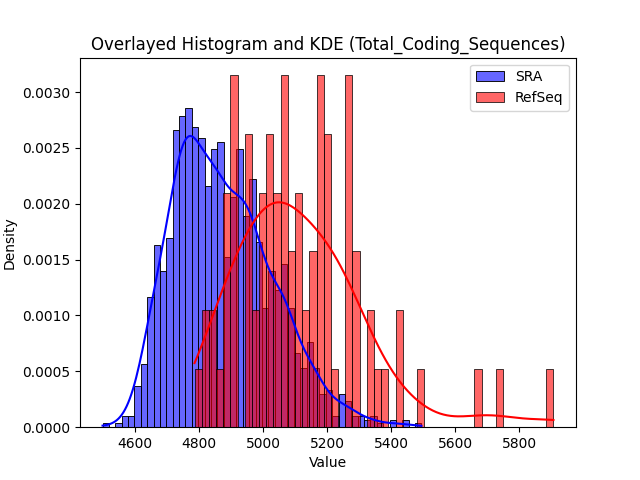 Overlayed Histogram and KDE (Total_Coding_Sequences)
SRA
RefSeq
Density
0.0030
0.0025
0.0020
0.0015
0.0010
0.0005
0.0000
4600 4800 5000 5200 5400 5600 5800
Value